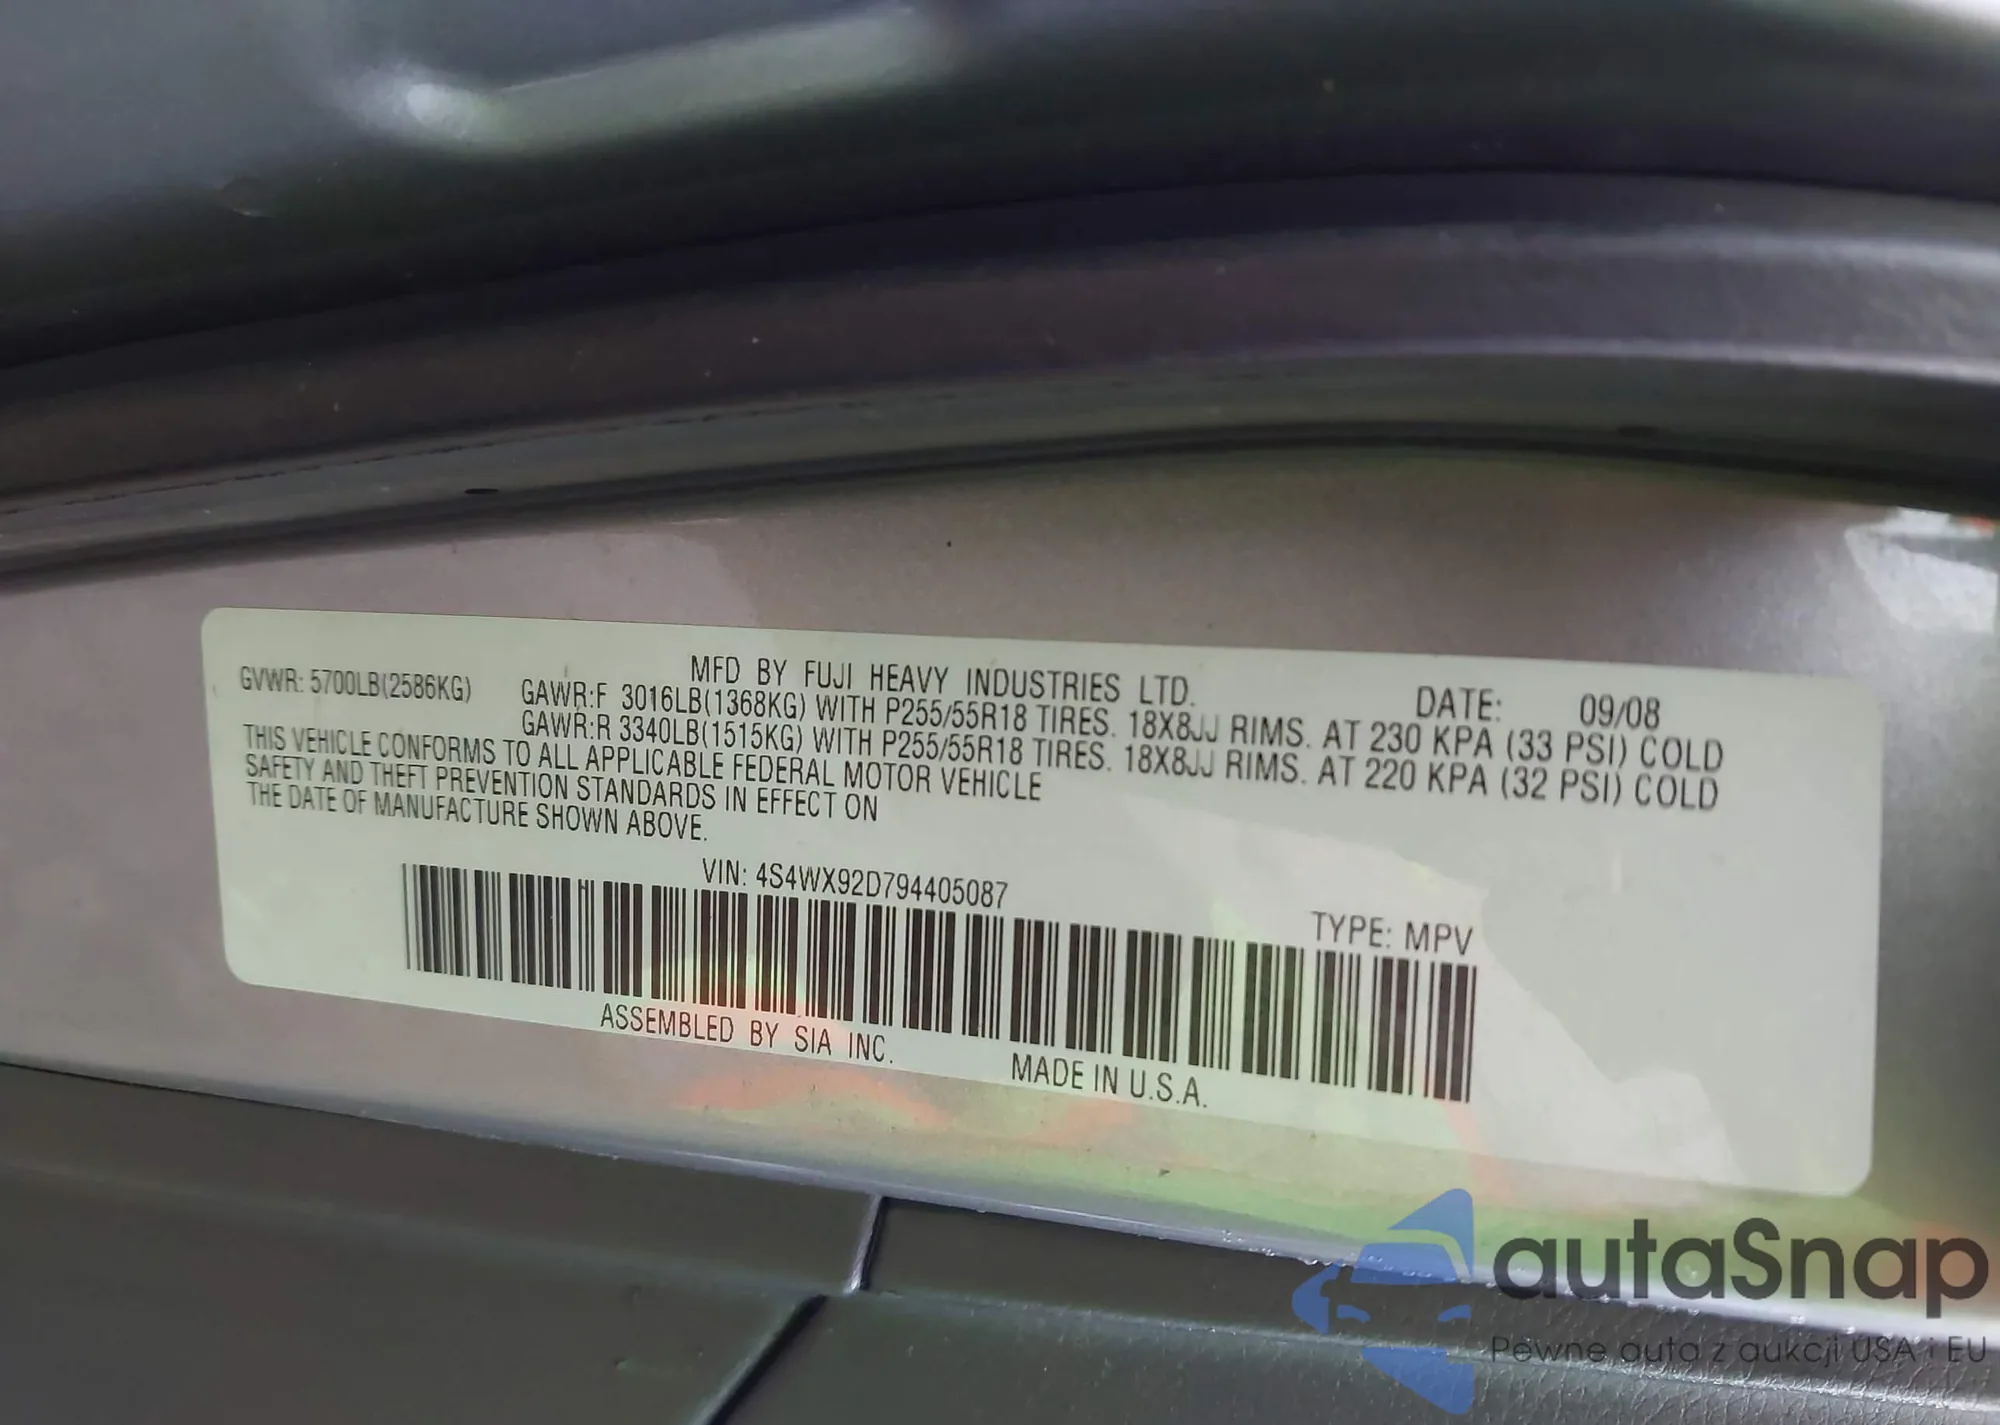 MFD BY FUJI HEAVY INDUSTRIES LTD.
DATE: 09/08
GVWR: 5700LB(2586KG)
GAWR:F 3016LB(1368KG) WITH P255/55R18 TIRES. 18X8JJ RIMS. AT 230 KPA (33 PSI) COLD
GAWR:R 3340LB(1515KG) WITH P255/55R18 TIRES. 18X8JJ RIMS. AT 220 KPA (32 PSI) COLD
THIS VEHICLE CONFORMS TO ALL APPLICABLE FEDERAL MOTOR VEHICLE
SAFETY AND THEFT PREVENTION STANDARDS IN EFFECT ON
THE DATE OF MANUFACTURE SHOWN ABOVE.
VIN: 4S4WX92D794405087
TYPE: MPV
ASSEMBLED BY SIA INC.
MADE IN U.S.A.
autaSnap
Pewne auta z aukcji USA i EU